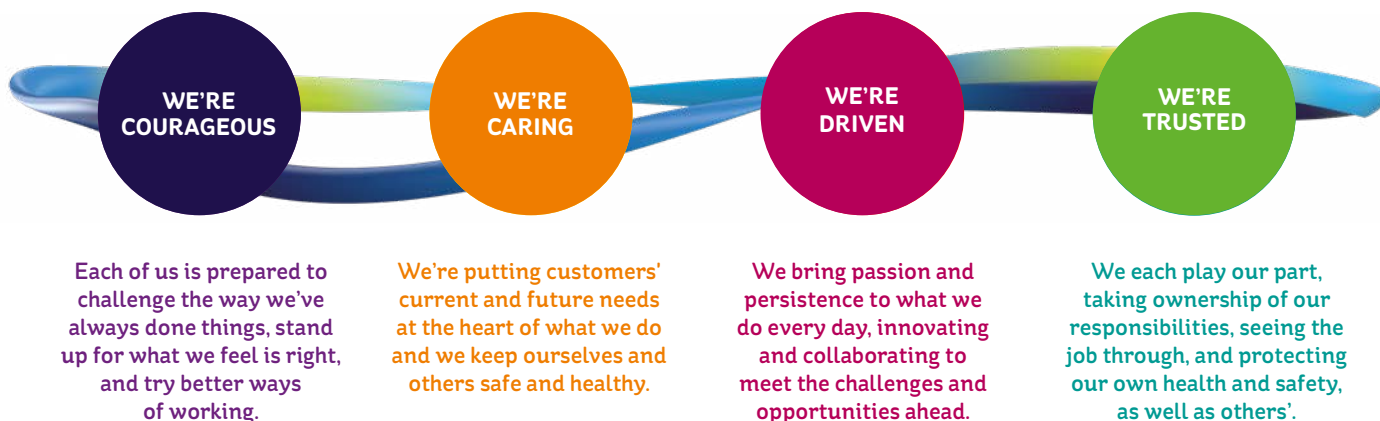 WE'RE
COURAGEOUS
Each of us is prepared to
challenge the way we've
always done things, stand
up for what we feel is right,
and try better ways
of working.
WE'RE
CARING
We're putting customers'
current and future needs
at the heart of what we do
and we keep ourselves and
others safe and healthy.
WE'RE
DRIVEN
We bring passion and
persistence to what we
do every day, innovating
and collaborating to
meet the challenges and
opportunities ahead.
WE'RE
TRUSTED
We each play our part,
taking ownership of our
responsibilities, seeing the
job through, and protecting
our own health and safety,
as well as others'.